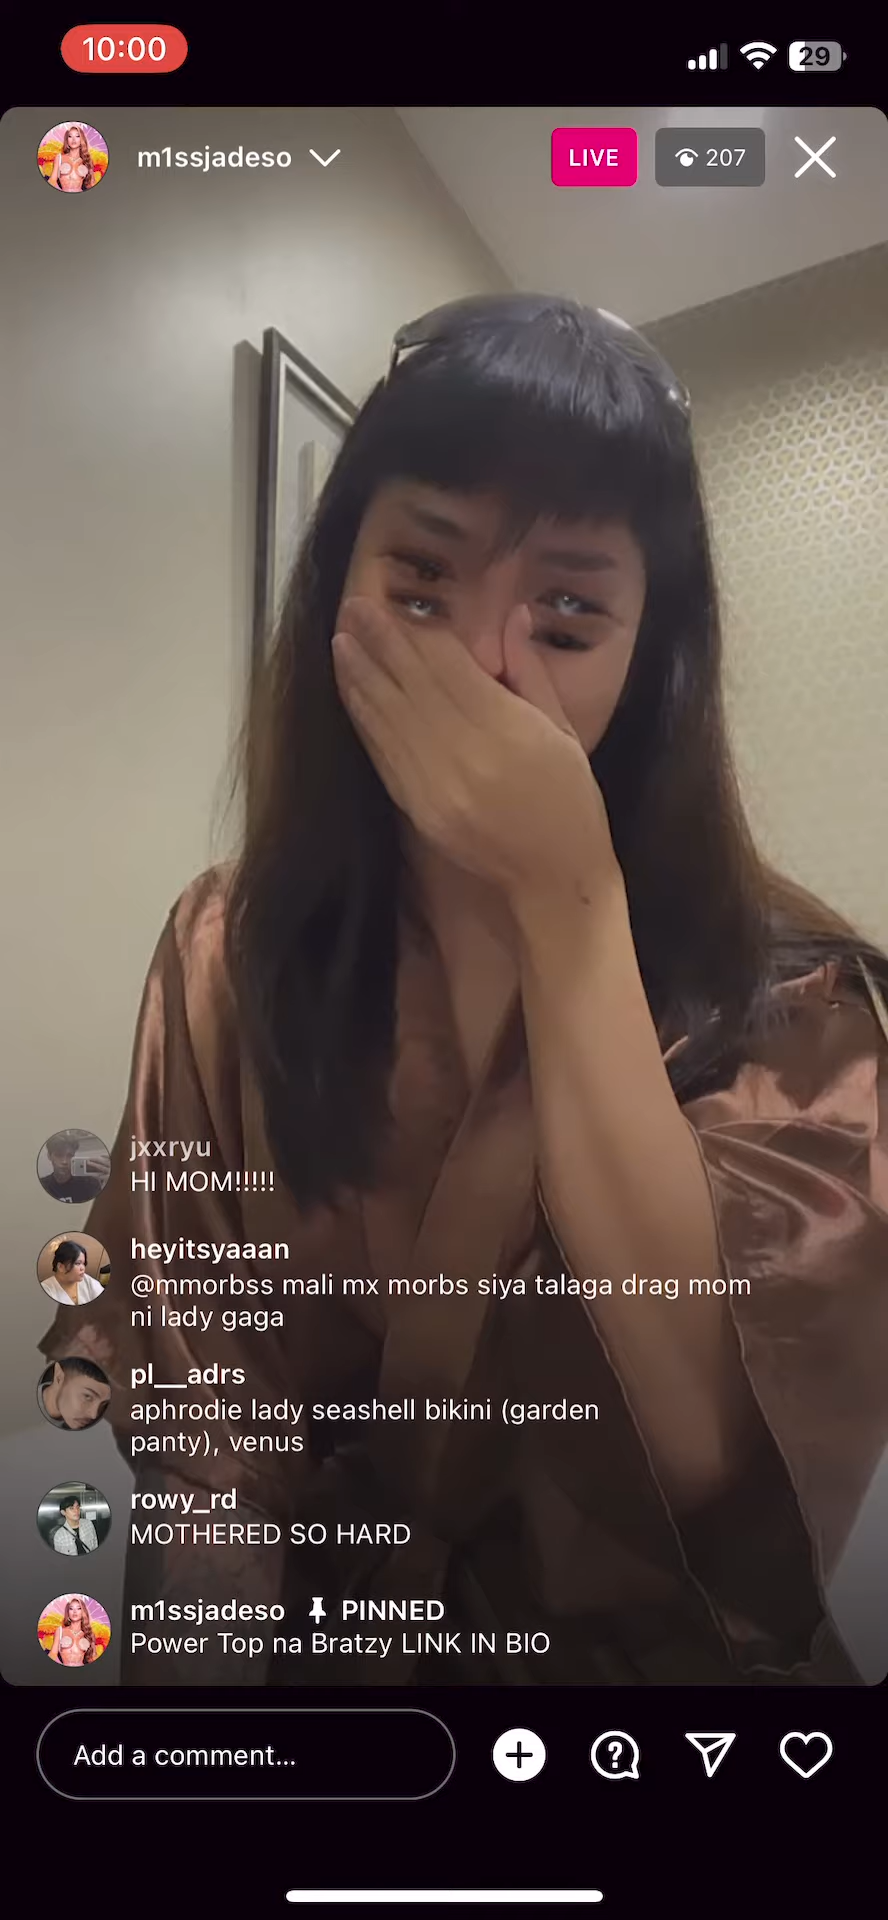 10:00
29
m1ssjadeso
LIVE
207
jxxryu
HI MOM!!!!!
heyitsyaaan
@mmorbss mali mx morbs siya talaga drag mom
ni lady gaga
pl__adrs
aphrodie lady seashell bikini (garden
panty), venus
rowy_rd
MOTHERED SO HARD
m1ssjadeso PINNED
Power Top na Bratzy LINK IN BIO
Add a comment...